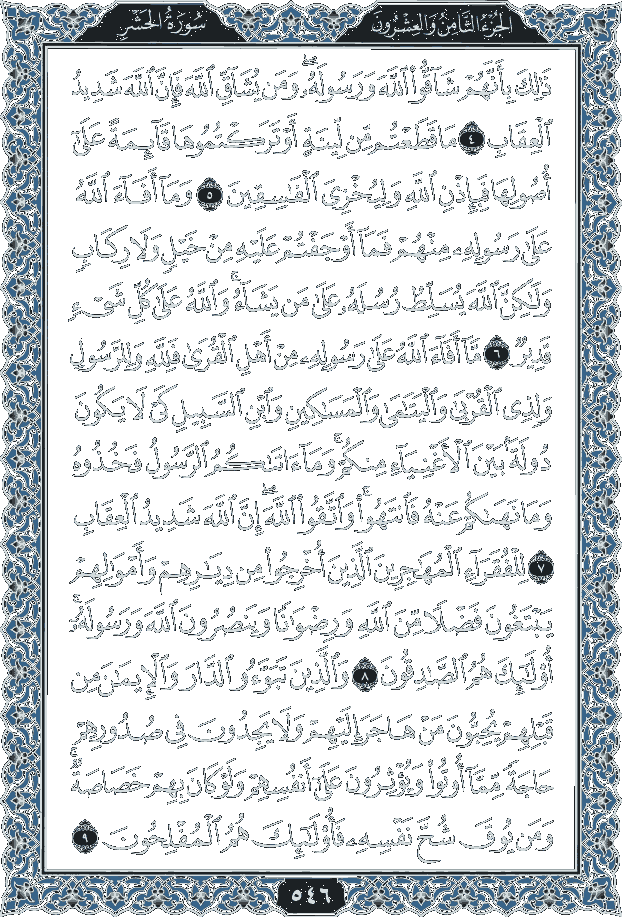 الجزء الثامن والعشرون
سورة الحشر
ذَٰلِكَ بِأَنَّهُمْ شَاقُّوا۟ ٱللَّهَ وَرَسُولَهُۥ ۖ وَمَن يُشَآقِّ ٱللَّهَ فَإِنَّ ٱللَّهَ شَدِيدُ
ٱلْعِقَابِ ٤ مَا قَطَعْتُم مِّن لِّينَةٍ أَوْ تَرَكْتُمُوهَا قَآئِمَةً عَلَىٰٓ
أُصُولِهَا فَبِإِذْنِ ٱللَّهِ وَلِيُخْزِىَ ٱلْفَـٰسِقِينَ ٥ وَمَآ أَفَآءَ ٱللَّهُ
عَلَىٰ رَسُولِهِۦ مِنْهُمْ فَمَآ أَوْجَفْتُمْ عَلَيْهِ مِنْ خَيْلٍ وَلَا رِكَابٍ
وَلَـٰكِنَّ ٱللَّهَ يُسَلِّطُ رُسُلَهُۥ عَلَىٰ مَن يَشَآءُ ۚ وَٱللَّهُ عَلَىٰ كُلِّ شَىْءٍ
قَدِيرٌ ٦ مَّآ أَفَآءَ ٱللَّهُ عَلَىٰ رَسُولِهِۦ مِنْ أَهْلِ ٱلْقُرَىٰ فَلِلَّهِ وَلِلرَّسُولِ
وَلِذِى ٱلْقُرْبَىٰ وَٱلْيَتَـٰمَىٰ وَٱلْمَسَـٰكِينِ وَٱبْنِ ٱلسَّبِيلِ كَىْ لَا يَكُونَ
دُولَةًۢ بَيْنَ ٱلْأَغْنِيَآءِ مِنكُمْ ۚ وَمَآ ءَاتَىٰكُمُ ٱلرَّسُولُ فَخُذُوهُ
وَمَا نَهَىٰكُمْ عَنْهُ فَٱنتَهُوا۟ ۚ وَٱتَّقُوا۟ ٱللَّهَ ۖ إِنَّ ٱللَّهَ شَدِيدُ ٱلْعِقَابِ
٧ لِلْفُقَرَآءِ ٱلْمُهَـٰجِرِينَ ٱلَّذِينَ أُخْرِجُوا۟ مِن دِيَـٰرِهِمْ وَأَمْوَٰلِهِمْ
يَبْتَغُونَ فَضْلًا مِّنَ ٱللَّهِ وَرِضْوَٰنًا وَيَنصُرُونَ ٱللَّهَ وَرَسُولَهُۥٓ ۚ
أُو۟لَـٰٓئِكَ هُمُ ٱلصَّـٰدِقُونَ ٨ وَٱلَّذِينَ تَبَوَّءُو ٱلدَّارَ وَٱلْإِيمَـٰنَ مِن
قَبْلِهِمْ يُحِبُّونَ مَنْ هَاجَرَ إِلَيْهِمْ وَلَا يَجِدُونَ فِى صُدُورِهِمْ
حَاجَةً مِّمَّآ أُوتُوا۟ وَيُؤْثِرُونَ عَلَىٰٓ أَنفُسِهِمْ وَلَوْ كَانَ بِهِمْ خَصَاصَةٌ ۚ
وَمَن يُوقَ شُحَّ نَفْسِهِۦ فَأُو۟لَـٰٓئِكَ هُمُ ٱلْمُفْلِحُونَ ٩
٥٤٦